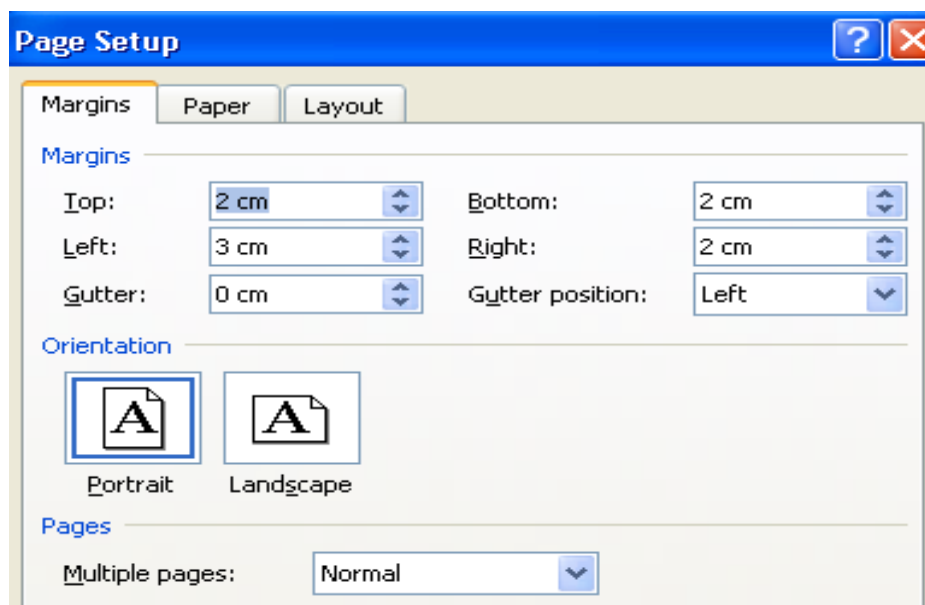 Page Setup ?
Margins Paper Layout
Margins
Top: 2 cm Bottom: 2 cm
Left: 3 cm Right: 2 cm
Gutter: 0 cm Gutter position: Left
Orientation
A A
Portrait Landscape
Pages
Multiple pages: Normal